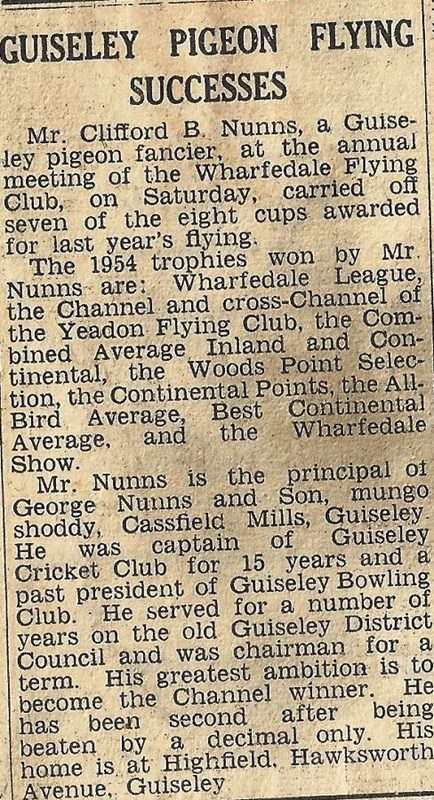 GUISELEY PIGEON FLYING
SUCCESSES
Mr. Clifford B. Nunns, a Guise-
ley pigeon fancier, at the annual
meeting of the Wharfedale Flying
Club, on Saturday, carried off
seven of the eight cups awarded
for last year's flying.
The 1954 trophies won by Mr.
Nunns are: Wharfedale League,
the Channel and cross-Channel of
the Yeadon Flying Club, the Com-
bined Average Inland and Con-
tinental, the Woods Point Selec-
tion, the Continental Points, the All-
Bird Average, Best Continental
Average, and the Wharfedale
Show.
Mr. Nunns is the principal of
George Nunns and Son, mungo
shoddy, Cassfield Mills, Guiseley.
He was captain of Guiseley
Cricket Club for 15 years and a
past president of Guiseley Bowling
Club. He served for a number of
years on the old Guiseley District
Council and was chairman for a
term. His greatest ambition is to
become the Channel winner. He
has been second after being
beaten by a decimal only. His
home is at Highfield, Hawksworth
Avenue, Guiseley